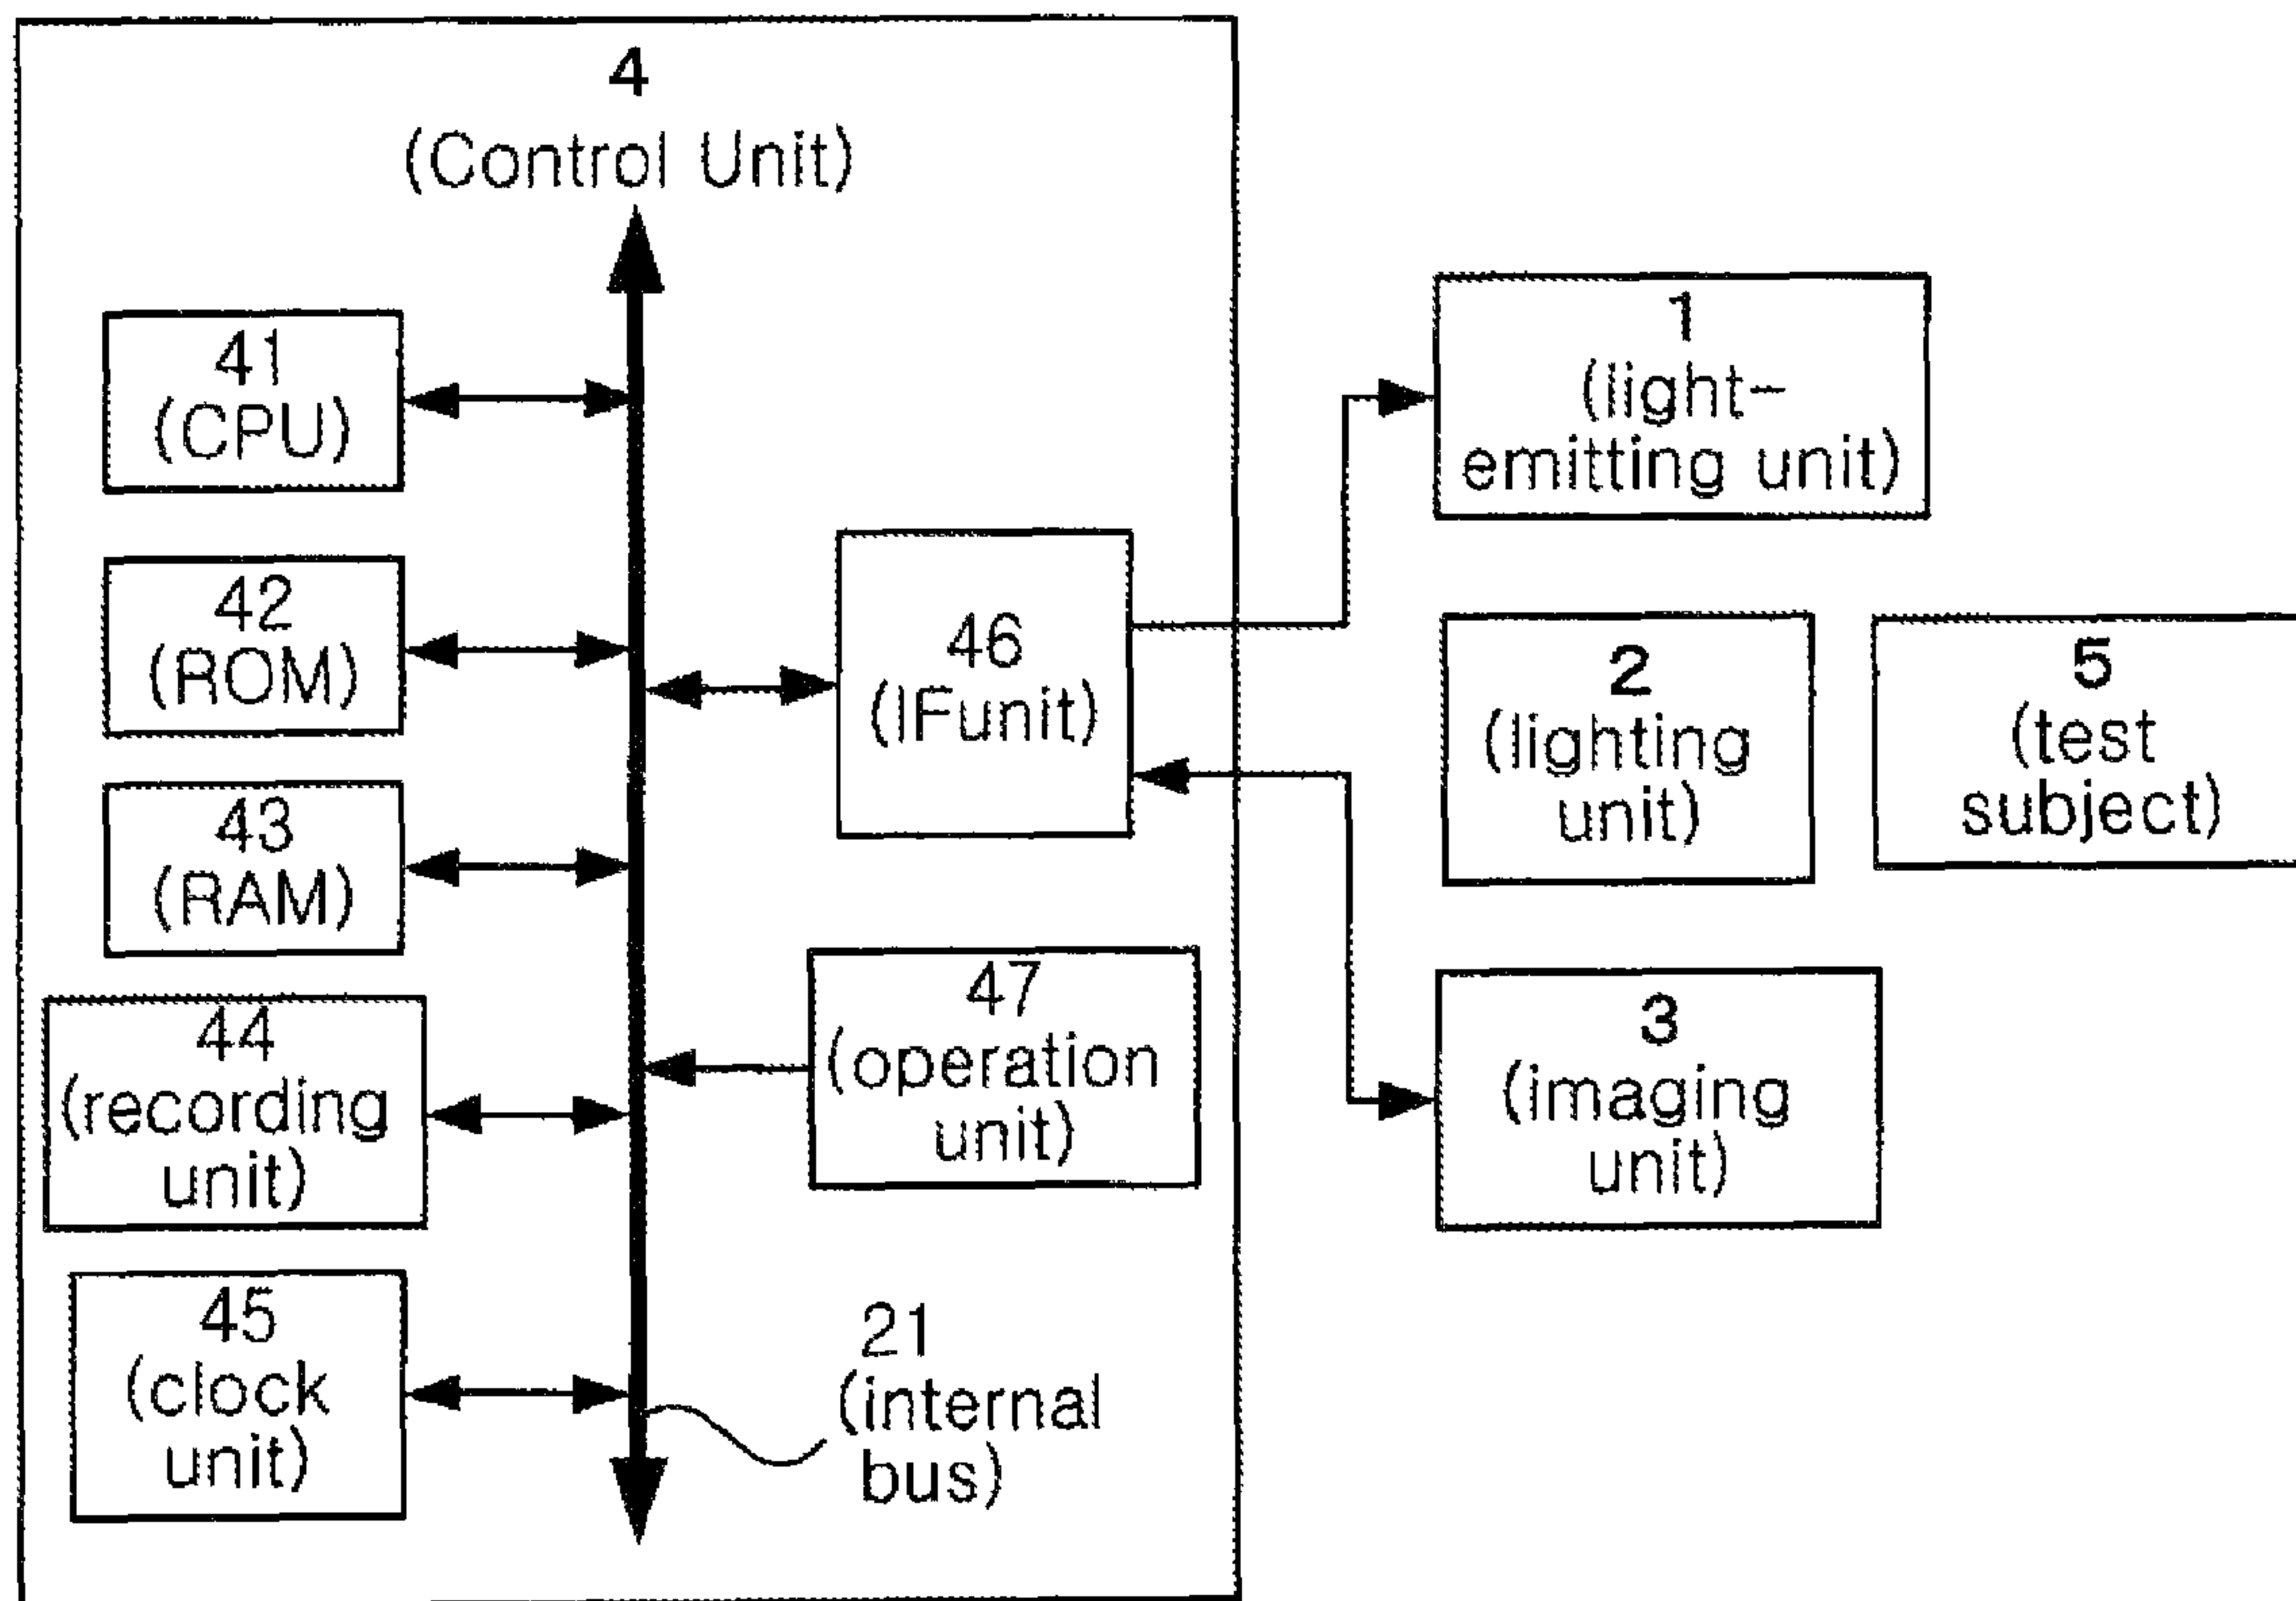 4
(Control Unit)
41
(CPU)
42
(ROM)
43
(RAM)
44
(recording
unit)
45
(clock
unit)
46
(IFunit)
47
(operation
unit)
21
(internal
bus)
1
(light-
emitting unit)
2
(lighting
unit)
5
(test
subject)
3
(imaging
unit)